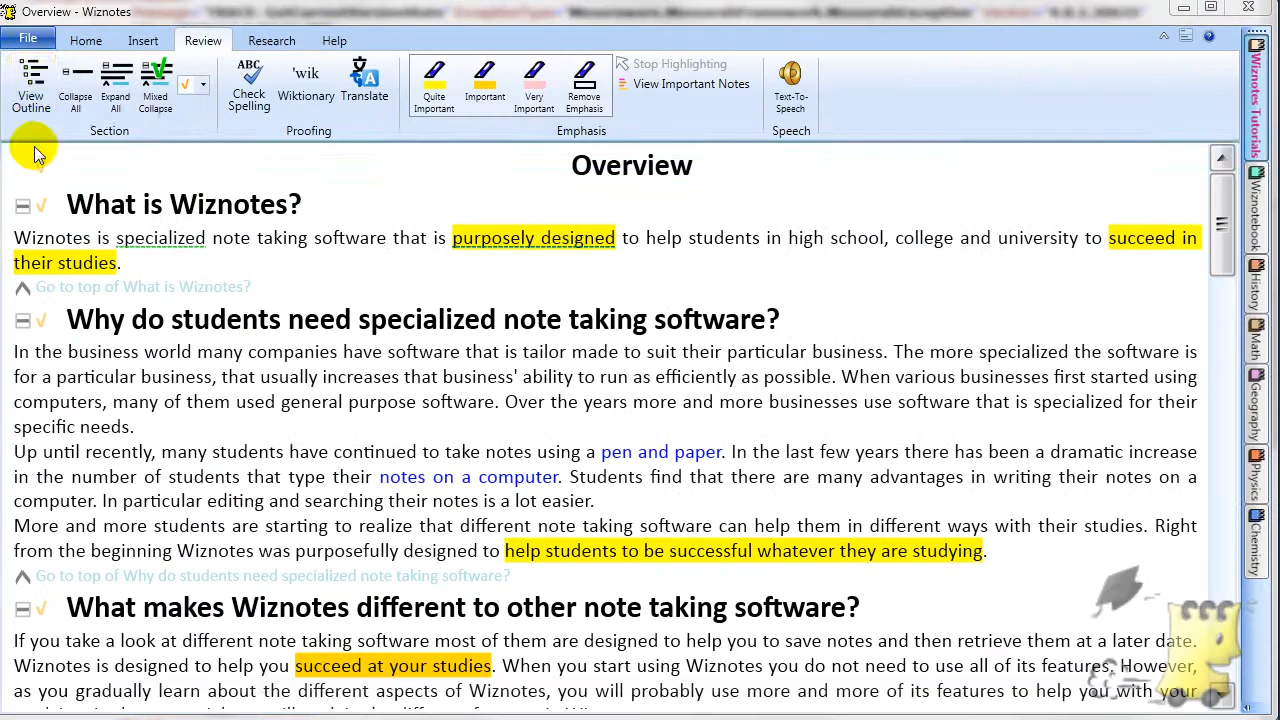 Overview - Wiznotes
File Home Insert Review Research Help
View Outline
Collapse All
Expand All
Mixed Collapse
Section
ABC
Check Spelling
'wik
Wiktionary
Translate
Proofing
Quite Important
Important
Very Important
Remove Emphasis
Stop Highlighting
View Important Notes
Emphasis
Text-To-Speech
Speech
Overview
What is Wiznotes?
Wiznotes is specialized note taking software that is purposely designed to help students in high school, college and university to succeed in
their studies.
Go to top of What is Wiznotes?
Why do students need specialized note taking software?
In the business world many companies have software that is tailor made to suit their particular business. The more specialized the software is
for a particular business, that usually increases that business' ability to run as efficiently as possible. When various businesses first started using
computers, many of them used general purpose software. Over the years more and more businesses use software that is specialized for their
specific needs.
Up until recently, many students have continued to take notes using a pen and paper. In the last few years there has been a dramatic increase
in the number of students that type their notes on a computer. Students find that there are many advantages in writing their notes on a
computer. In particular editing and searching their notes is a lot easier.
More and more students are starting to realize that different note taking software can help them in different ways with their studies. Right
from the beginning Wiznotes was purposefully designed to help students to be successful whatever they are studying.
Go to top of Why do students need specialized note taking software?
What makes Wiznotes different to other note taking software?
If you take a look at different note taking software most of them are designed to help you to save notes and then retrieve them at a later date.
Wiznotes is designed to help you succeed at your studies. When you start using Wiznotes you do not need to use all of its features. However,
as you gradually learn about the different aspects of Wiznotes, you will probably use more and more of its features to help you with your
Wiznotes Tutorials
Wiznotebook
History
Math
Geography
Physics
Chemistry